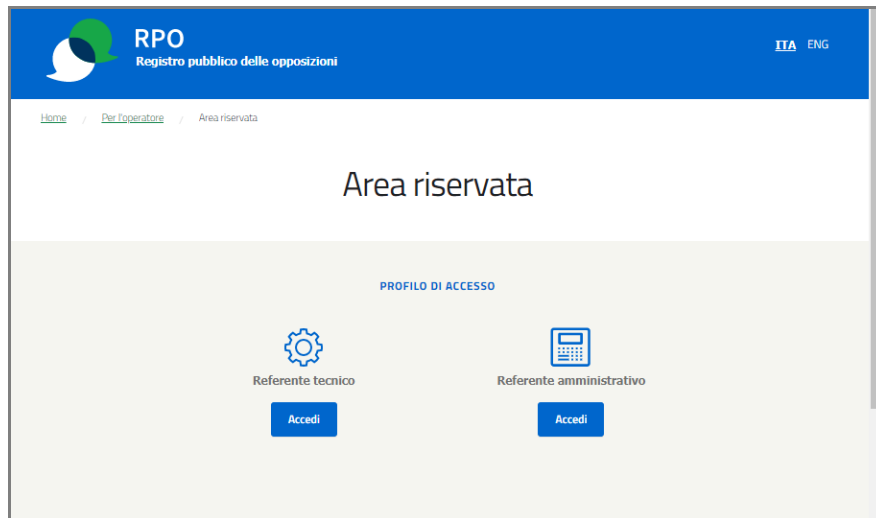 RPO
Registro pubblico delle opposizioni
ITA ENG
Home / Per l'operatore / Area riservata
Area riservata
PROFILO DI ACCESSO
Referente tecnico
Referente amministrativo
Accedi
Accedi